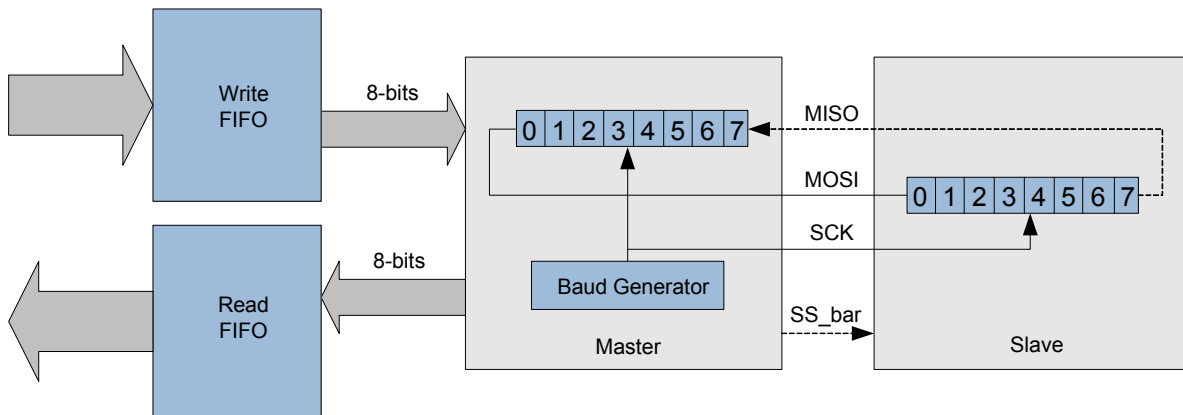 Write
FIFO
8-bits
0 1 2 3 4 5 6 7
MISO
MOSI
0 1 2 3 4 5 6 7
SCK
Read
FIFO
8-bits
Baud Generator
SS_bar
Master
Slave